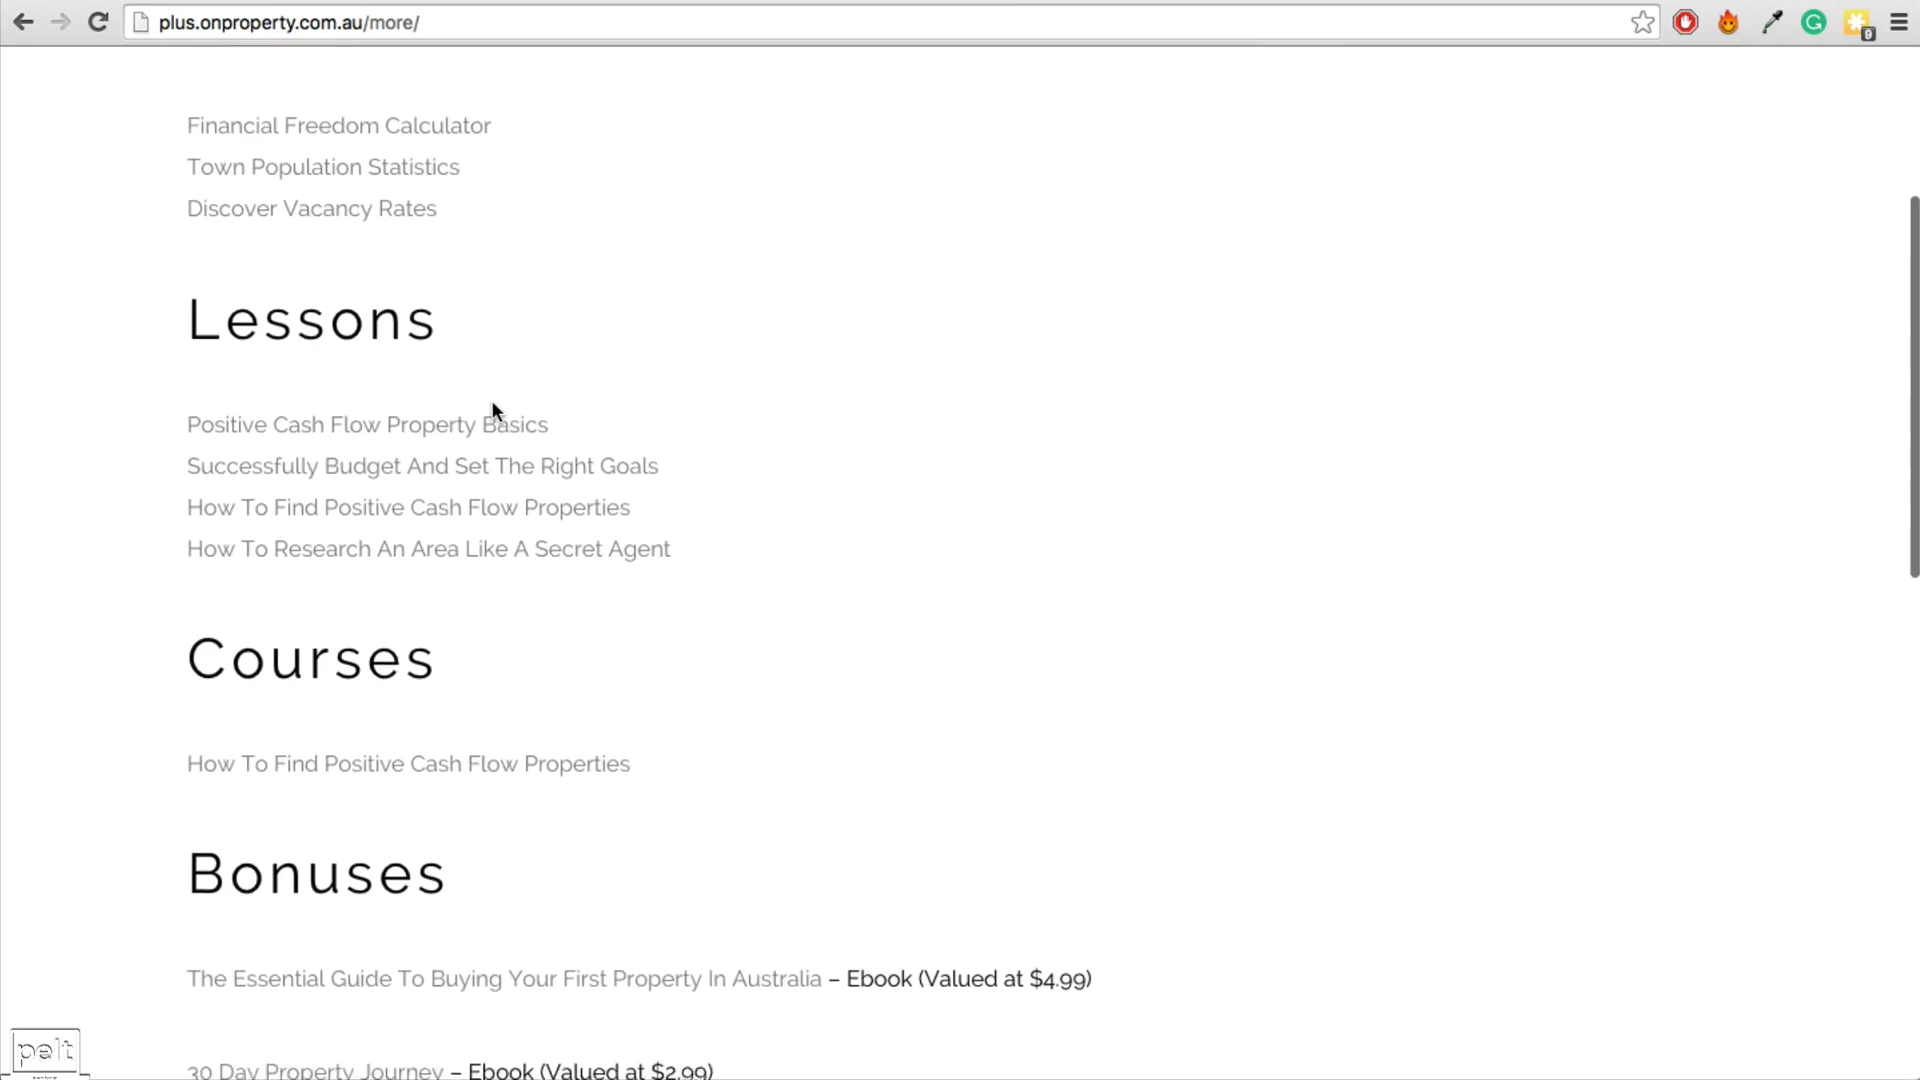 plus.onproperty.com.au/more/
9
Financial Freedom Calculator
Town Population Statistics
Discover Vacancy Rates
Lessons
Positive Cash Flow Property Basics
Successfully Budget And Set The Right Goals
How To Find Positive Cash Flow Properties
How To Research An Area Like A Secret Agent
Courses
How To Find Positive Cash Flow Properties
Bonuses
The Essential Guide To Buying Your First Property In Australia – Ebook (Valued at $4.99)
30 Day Property Journey – Ebook (Valued at $2.99)